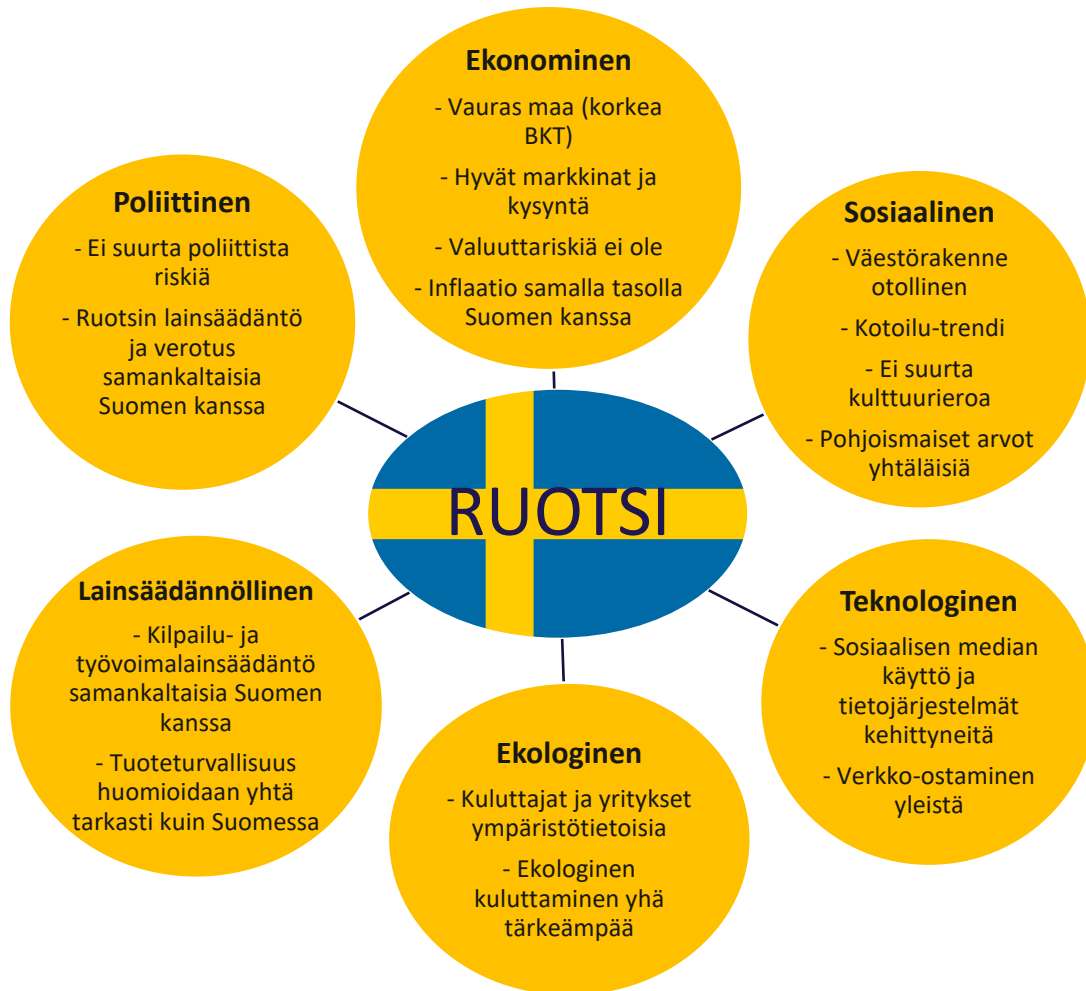 Ekonominen
- Vauras maa (korkea
BKT)
- Hyvät markkinat ja
kysyntä
- Valuuttariskiä ei ole
- Inflaatio samalla tasolla
Suomen kanssa
Poliittinen
- Ei suurta poliittista
riskiä
- Ruotsin lainsäädäntö
ja verotus
samankaltaisia
Suomen kanssa
Sosiaalinen
- Väestörakenne
otollinen
- Kotoilu-trendi
- Ei suurta
kulttuurieroa
- Pohjoismaiset arvot
yhtäläisiä
RUOTSI
Lainsäädännöllinen
- Kilpailu- ja
työvoimalainsäädäntö
samankaltaisia Suomen
kanssa
- Tuoteturvallisuus
huomioidaan yhtä
tarkasti kuin Suomessa
Teknologinen
- Sosiaalisen median
käyttö ja
tietojärjestelmät
kehittyneitä
- Verkko-ostaminen
yleistä
Ekologinen
- Kuluttajat ja yritykset
ympäristötietoisia
- Ekologinen
kuluttaminen yhä
tärkeämpää